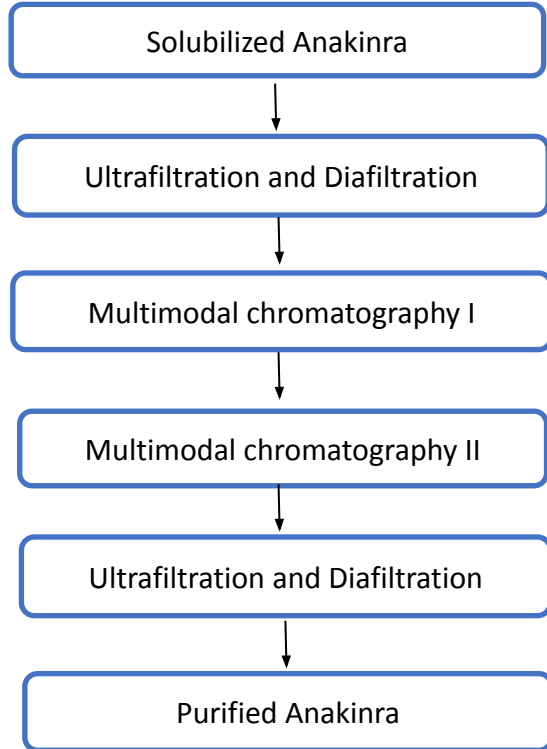 Solubilized Anakinra
Ultrafiltration and Diafiltration
Multimodal chromatography I
Multimodal chromatography II
Ultrafiltration and Diafiltration
Purified Anakinra